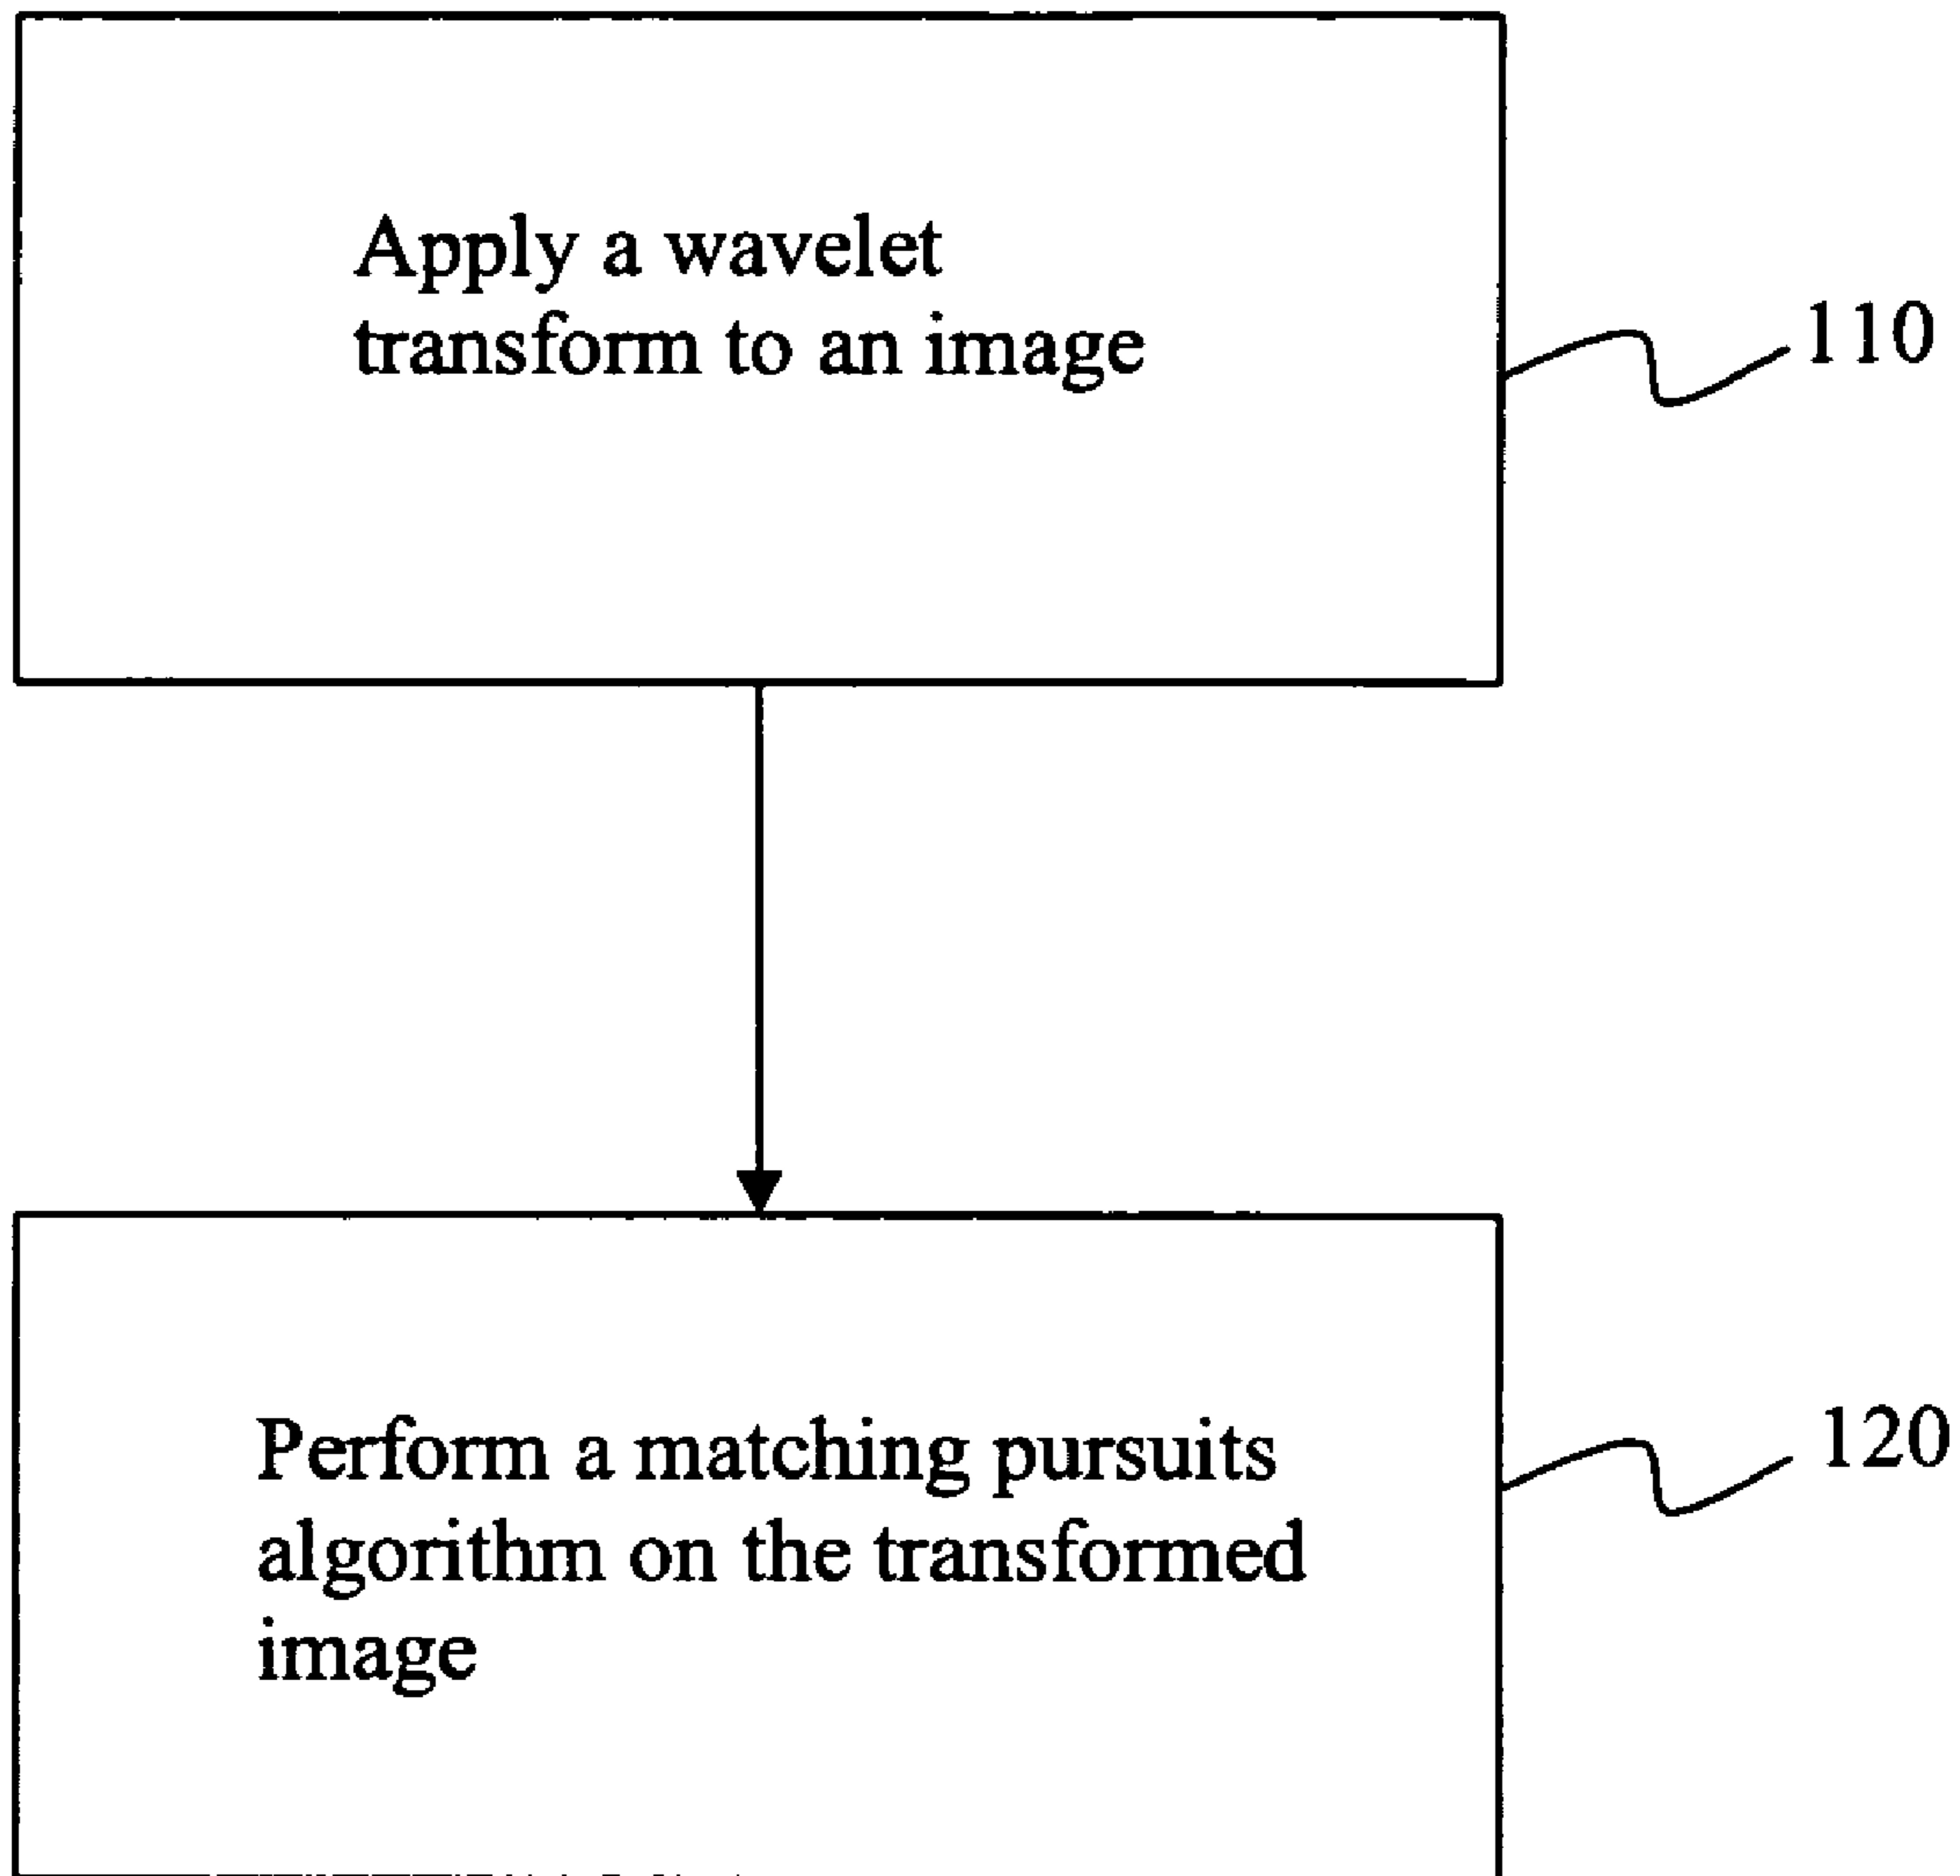 Apply a wavelet
transform to an image
110
Perform a matching pursuits
algorithm on the transformed
image
120